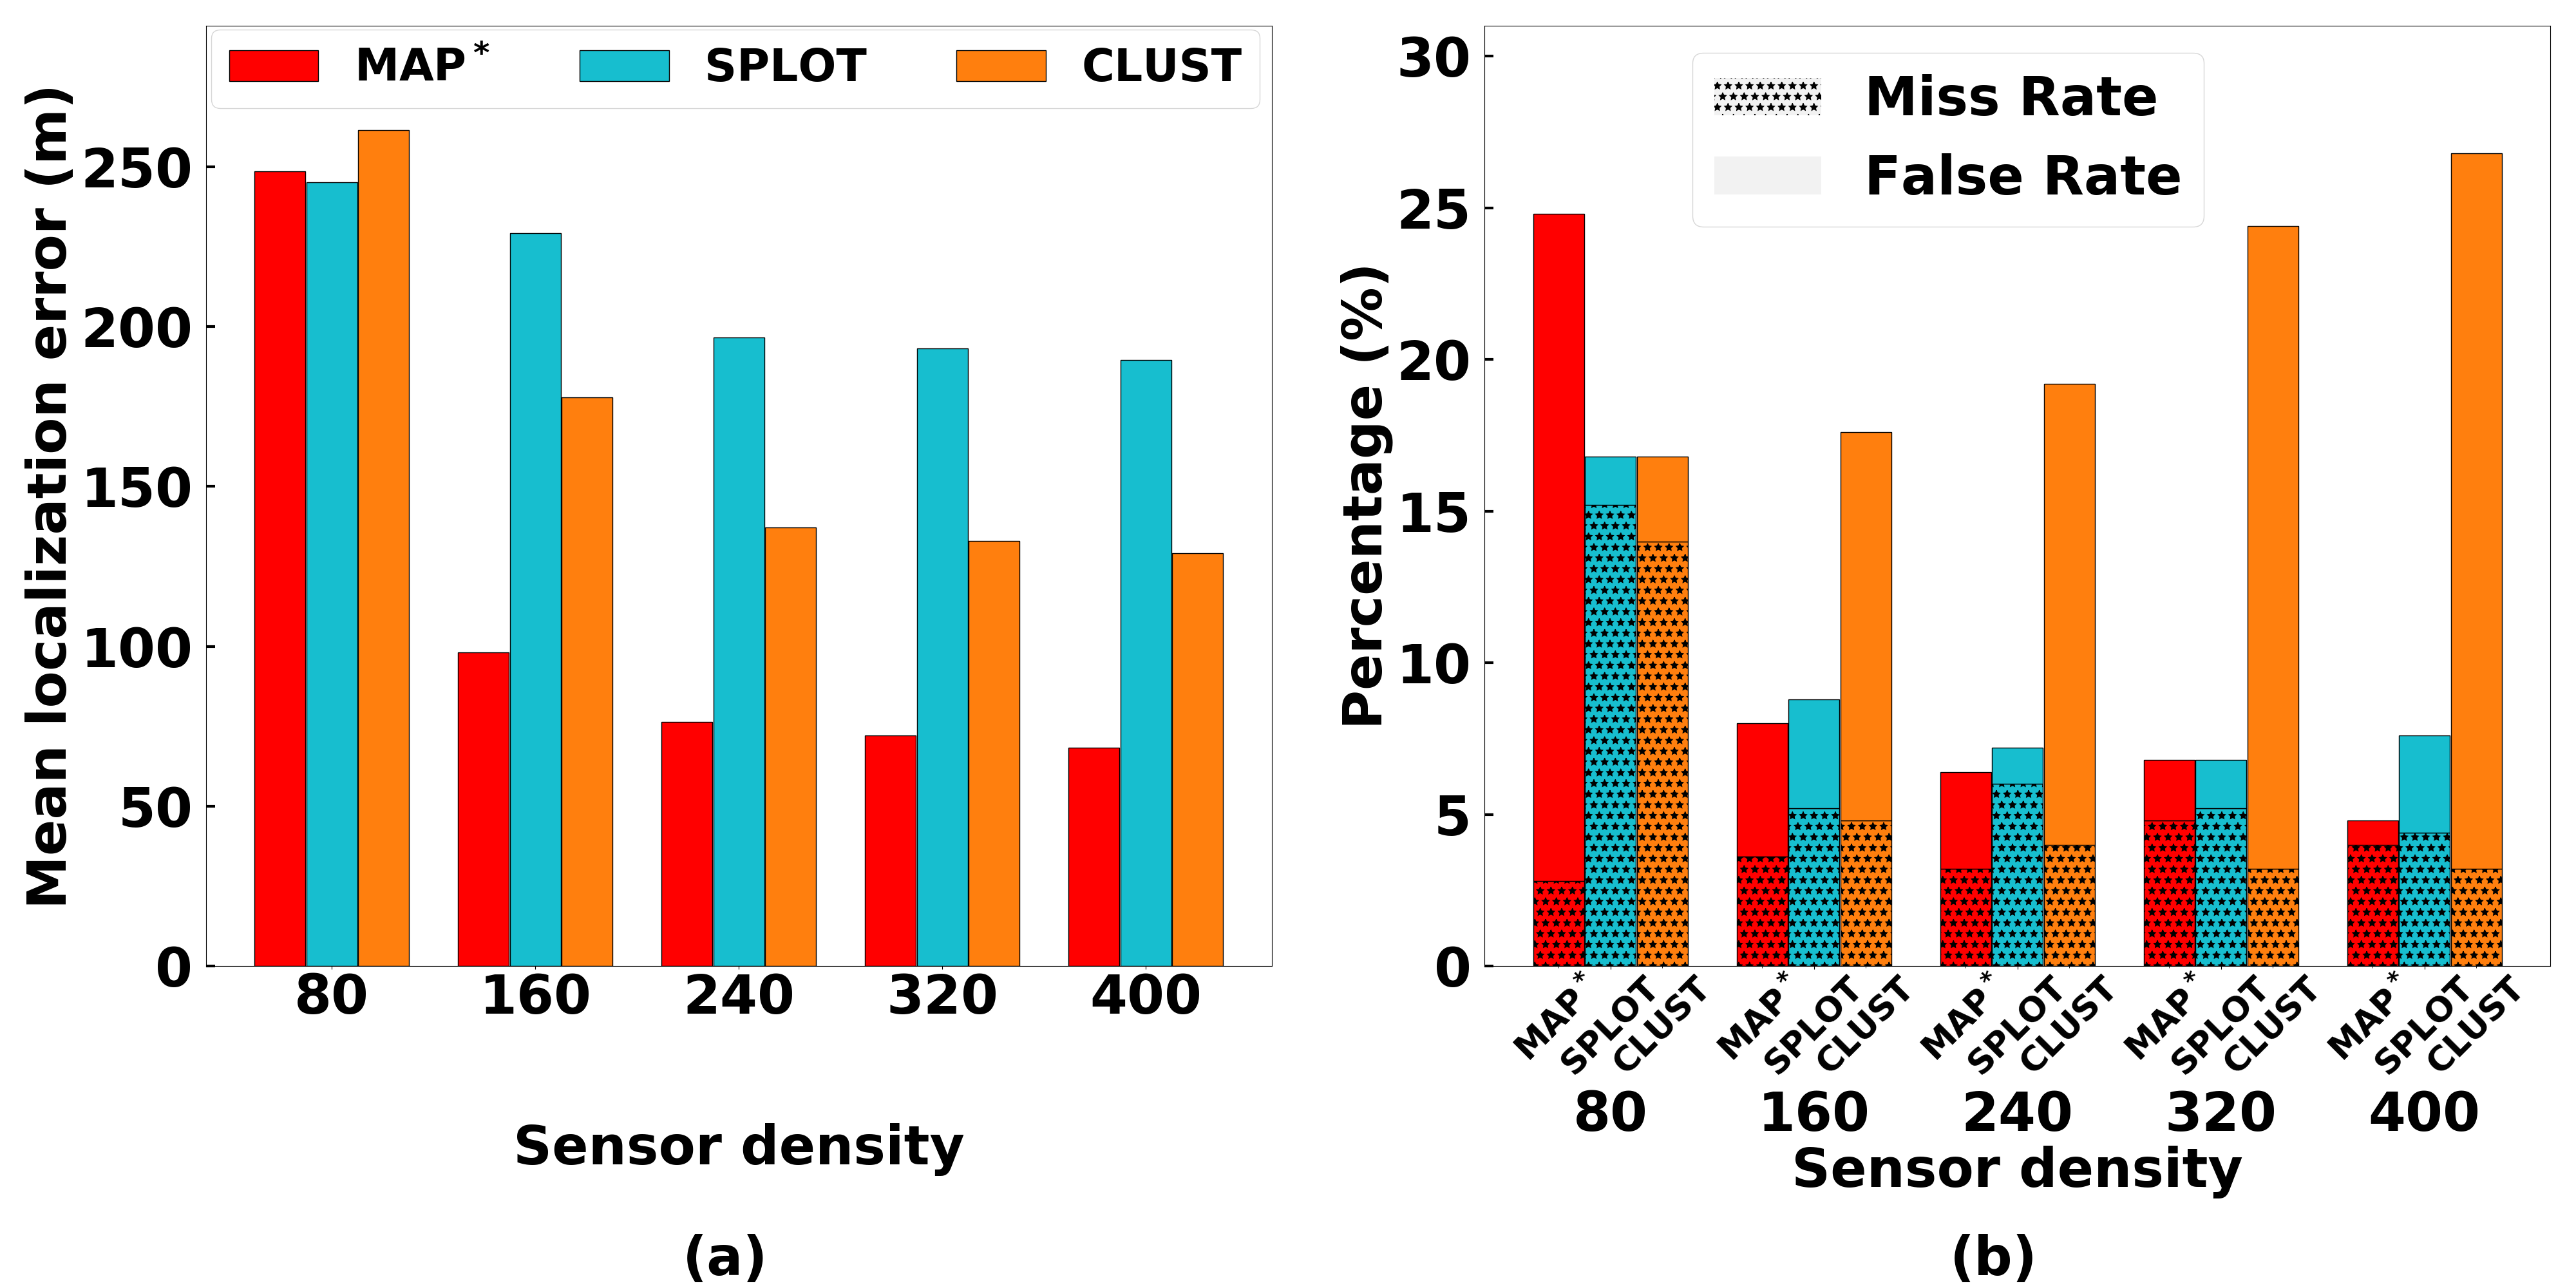 MAP* SPLOT CLUST
Mean localization error (m)
250
200
150
100
50
0
80 160 240 320 400
Sensor density
(a)
Miss Rate
False Rate
Percentage (%)
30
25
20
15
10
5
0
MAP* SPLOT CLUST MAP* SPLOT CLUST MAP* SPLOT CLUST MAP* SPLOT CLUST MAP* SPLOT CLUST
80 160 240 320 400
Sensor density
(b)